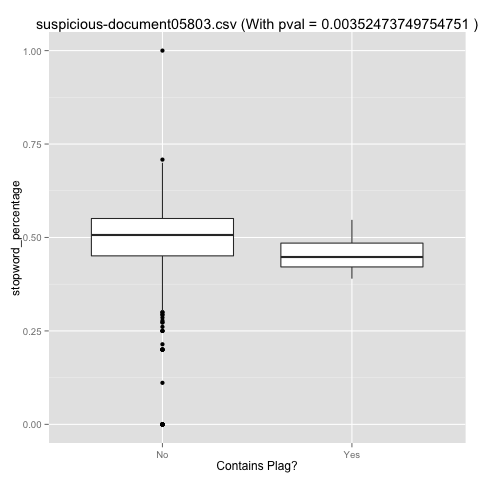 suspicious-document05803.csv (With pval = 0.00352473749754751 )
1.00
0.75
0.50
0.25
0.00
stopword_percentage
No
Yes
Contains Plag?